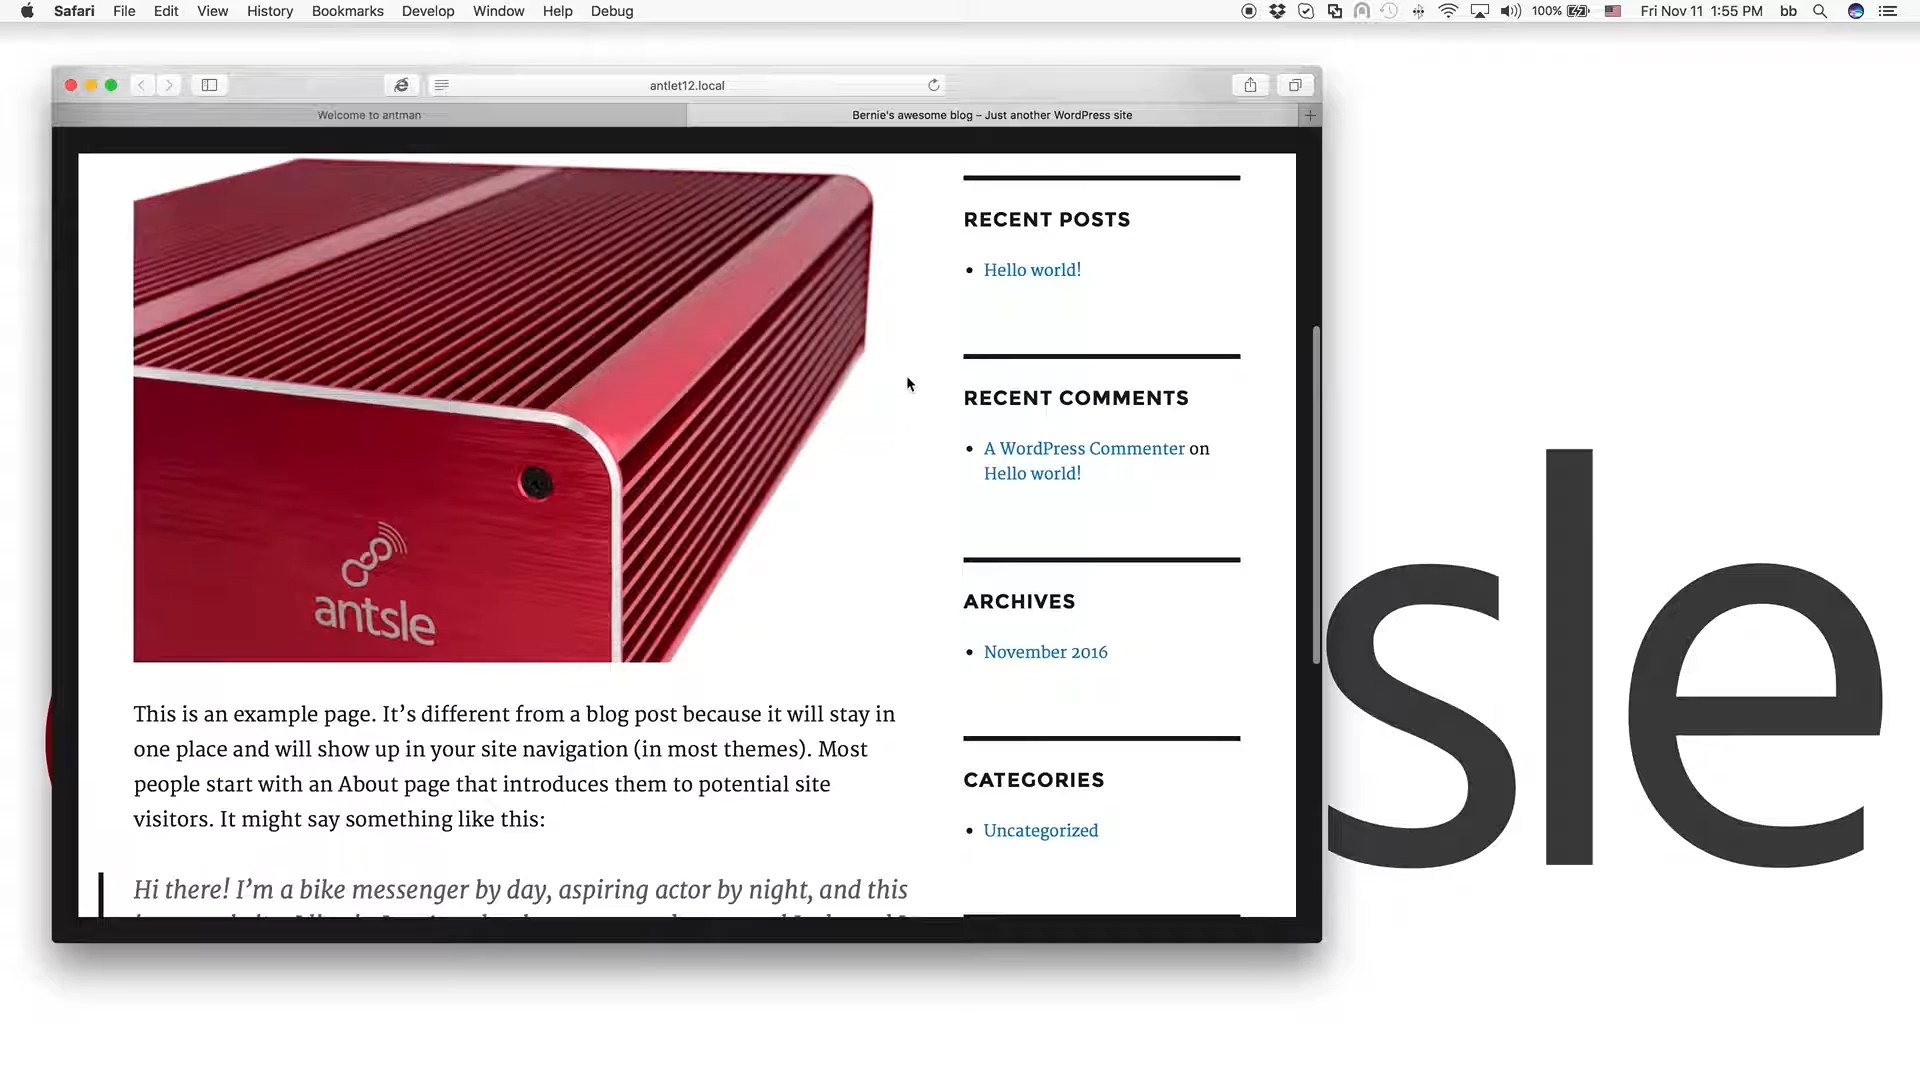 Safari File Edit View History Bookmarks Develop Window Help Debug
100% Fri Nov 11 1:55 PM bb
antlet12.local
Welcome to antman
Bernie's awesome blog – Just another WordPress site
antsle
This is an example page. It’s different from a blog post because it will stay in
one place and will show up in your site navigation (in most themes). Most
people start with an About page that introduces them to potential site
visitors. It might say something like this:
Hi there! I’m a bike messenger by day, aspiring actor by night, and this
RECENT POSTS
Hello world!
RECENT COMMENTS
A WordPress Commenter on
Hello world!
ARCHIVES
November 2016
CATEGORIES
Uncategorized
sle